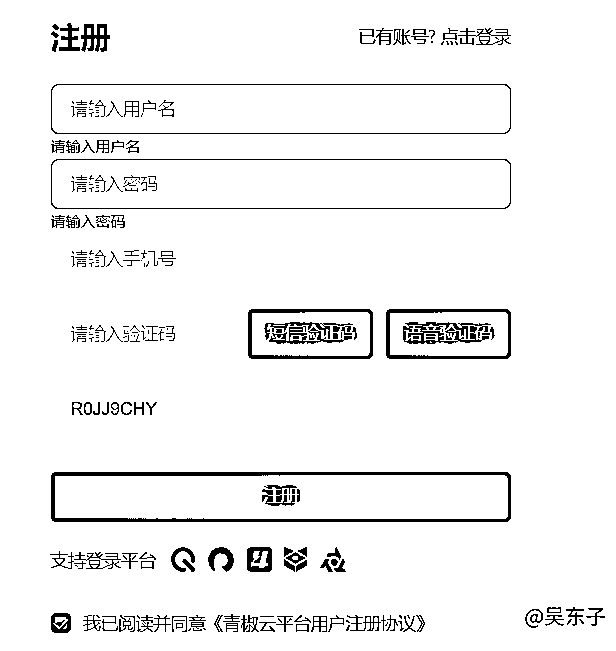 注册
已有账号? 点击登录
请输入用户名
请输入用户名
请输入密码
请输入密码
请输入手机号
请输入验证码 短信验证码 语音验证码
R0JJ9CHY
注册
支持登录平台
我已阅读并同意《青椒云平台用户注册协议》
@吴东子